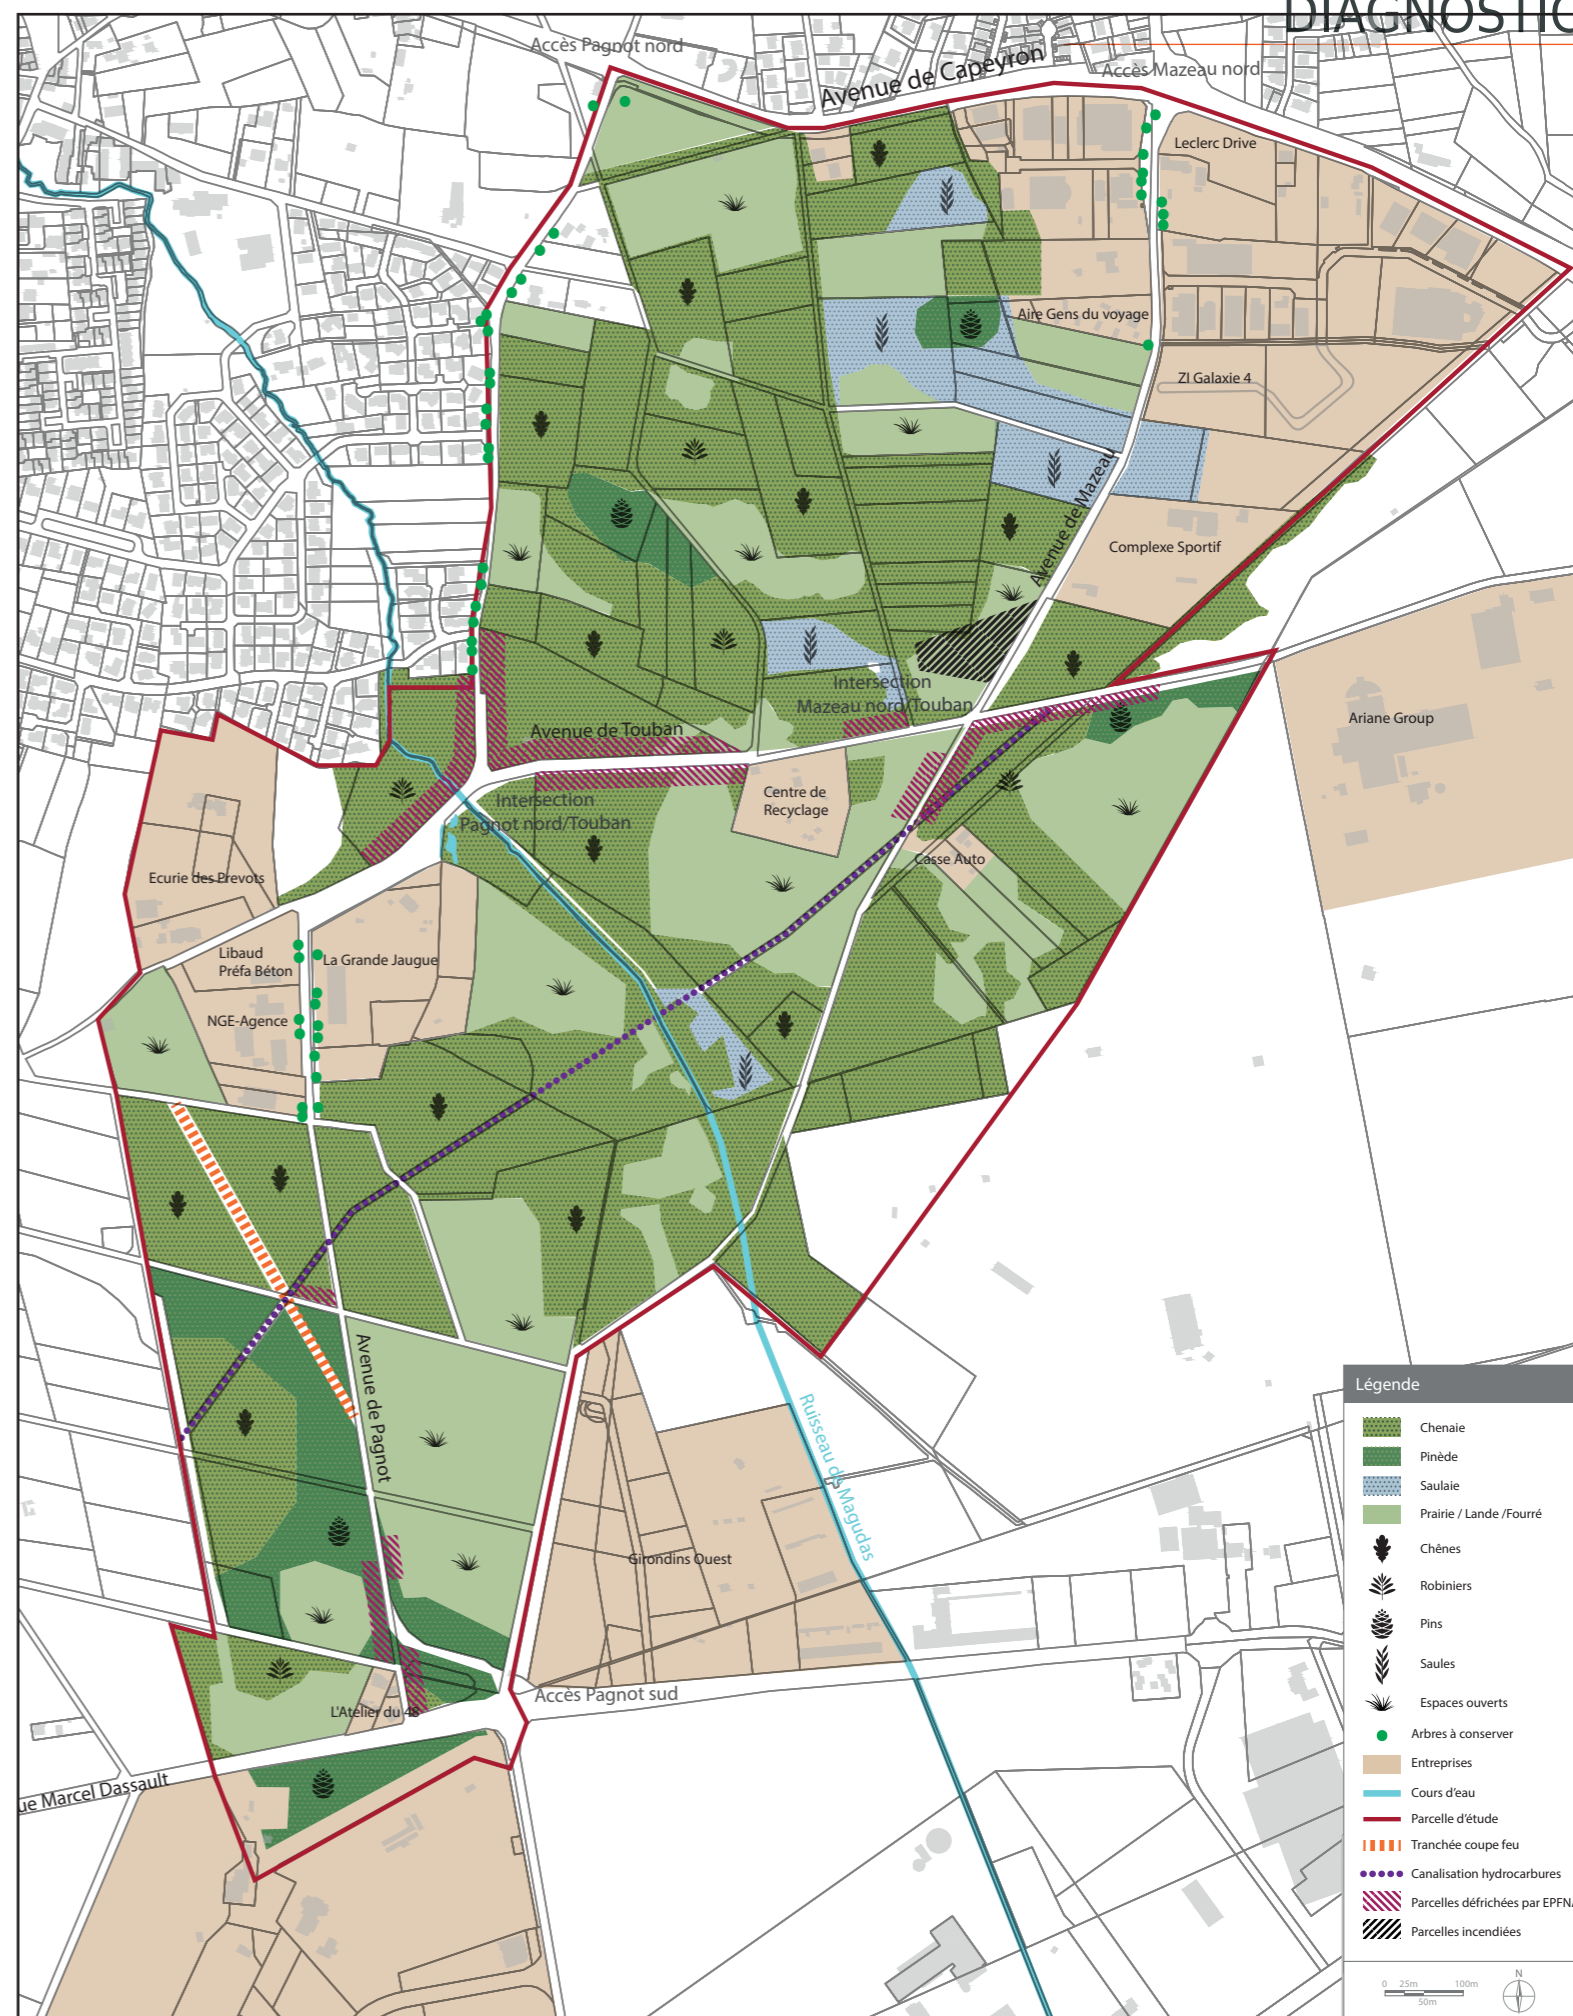 DIAGNOSTIC
Accès Pagnot nord
Avenue de Capeyron
Accès Mazeau nord
Leclerc Drive
Aire Gens du voyage
ZI Galaxie 4
Avenue de Mazeau
Complexe Sportif
Intersection
Mazeau nord/Touban
Avenue de Touban
Ariane Group
Intersection
Pagnot nord/Touban
Centre de
Recyclage
Casse Auto
Ecurie des Prevots
Libaud
Préfa Béton
La Grande Jaugue
NGE-Agence
Avenue de Pagnot
Ruisseau de Magudas
Girondins Ouest
Accès Pagnot sud
L'Atelier du 48
ue Marcel Dassault
Légende
Chenaie
Pinède
Saulaie
Prairie / Lande /Fourré
Chênes
Robiniers
Pins
Saules
Espaces ouverts
Arbres à conserver
Entreprises
Cours d'eau
Parcelle d'étude
Tranchée coupe feu
Canalisation hydrocarbures
Parcelles défrichées par EPFNA
Parcelles incendiées
0 25m 100m
50m
N